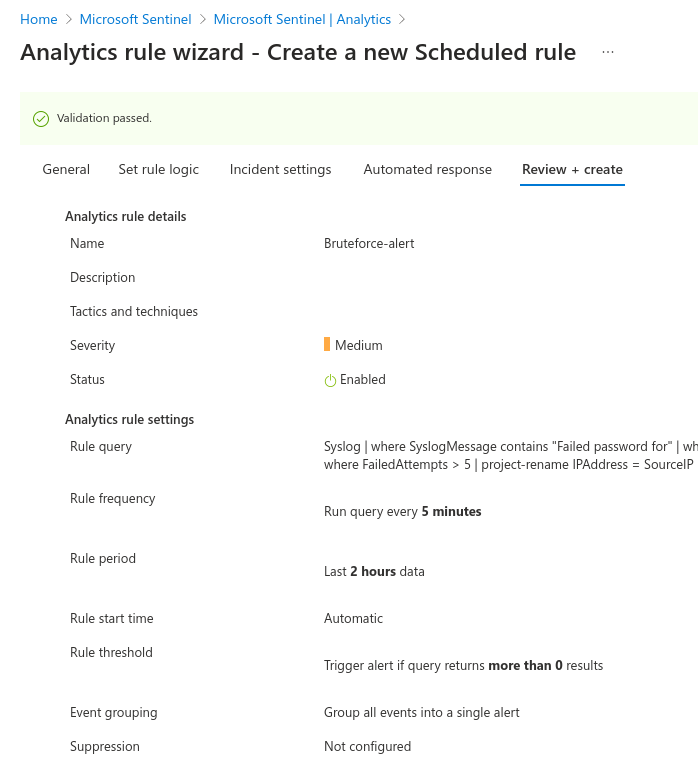 Home > Microsoft Sentinel > Microsoft Sentinel | Analytics >
Analytics rule wizard - Create a new Scheduled rule ...
Validation passed.
General Set rule logic Incident settings Automated response Review + create
Analytics rule details
Name Bruteforce-alert
Description
Tactics and techniques
Severity Medium
Status Enabled
Analytics rule settings
Rule query Syslog | where SyslogMessage contains "Failed password for" |
where FailedAttempts > 5 | project-rename IPAddress = SourceIP
Rule frequency
Run query every 5 minutes
Rule period
Last 2 hours data
Rule start time Automatic
Rule threshold
Trigger alert if query returns more than 0 results
Event grouping Group all events into a single alert
Suppression Not configured